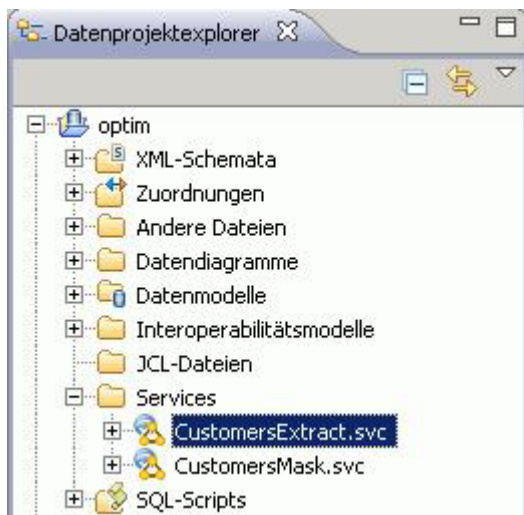 Datenprojektexplorer
optim
XML-Schemata
Zuordnungen
Andere Dateien
Datendiagramme
Datenmodelle
Interoperabilitätsmodelle
JCL-Dateien
Services
CustomersExtract.svc
CustomersMask.svc
SQL-Scripts